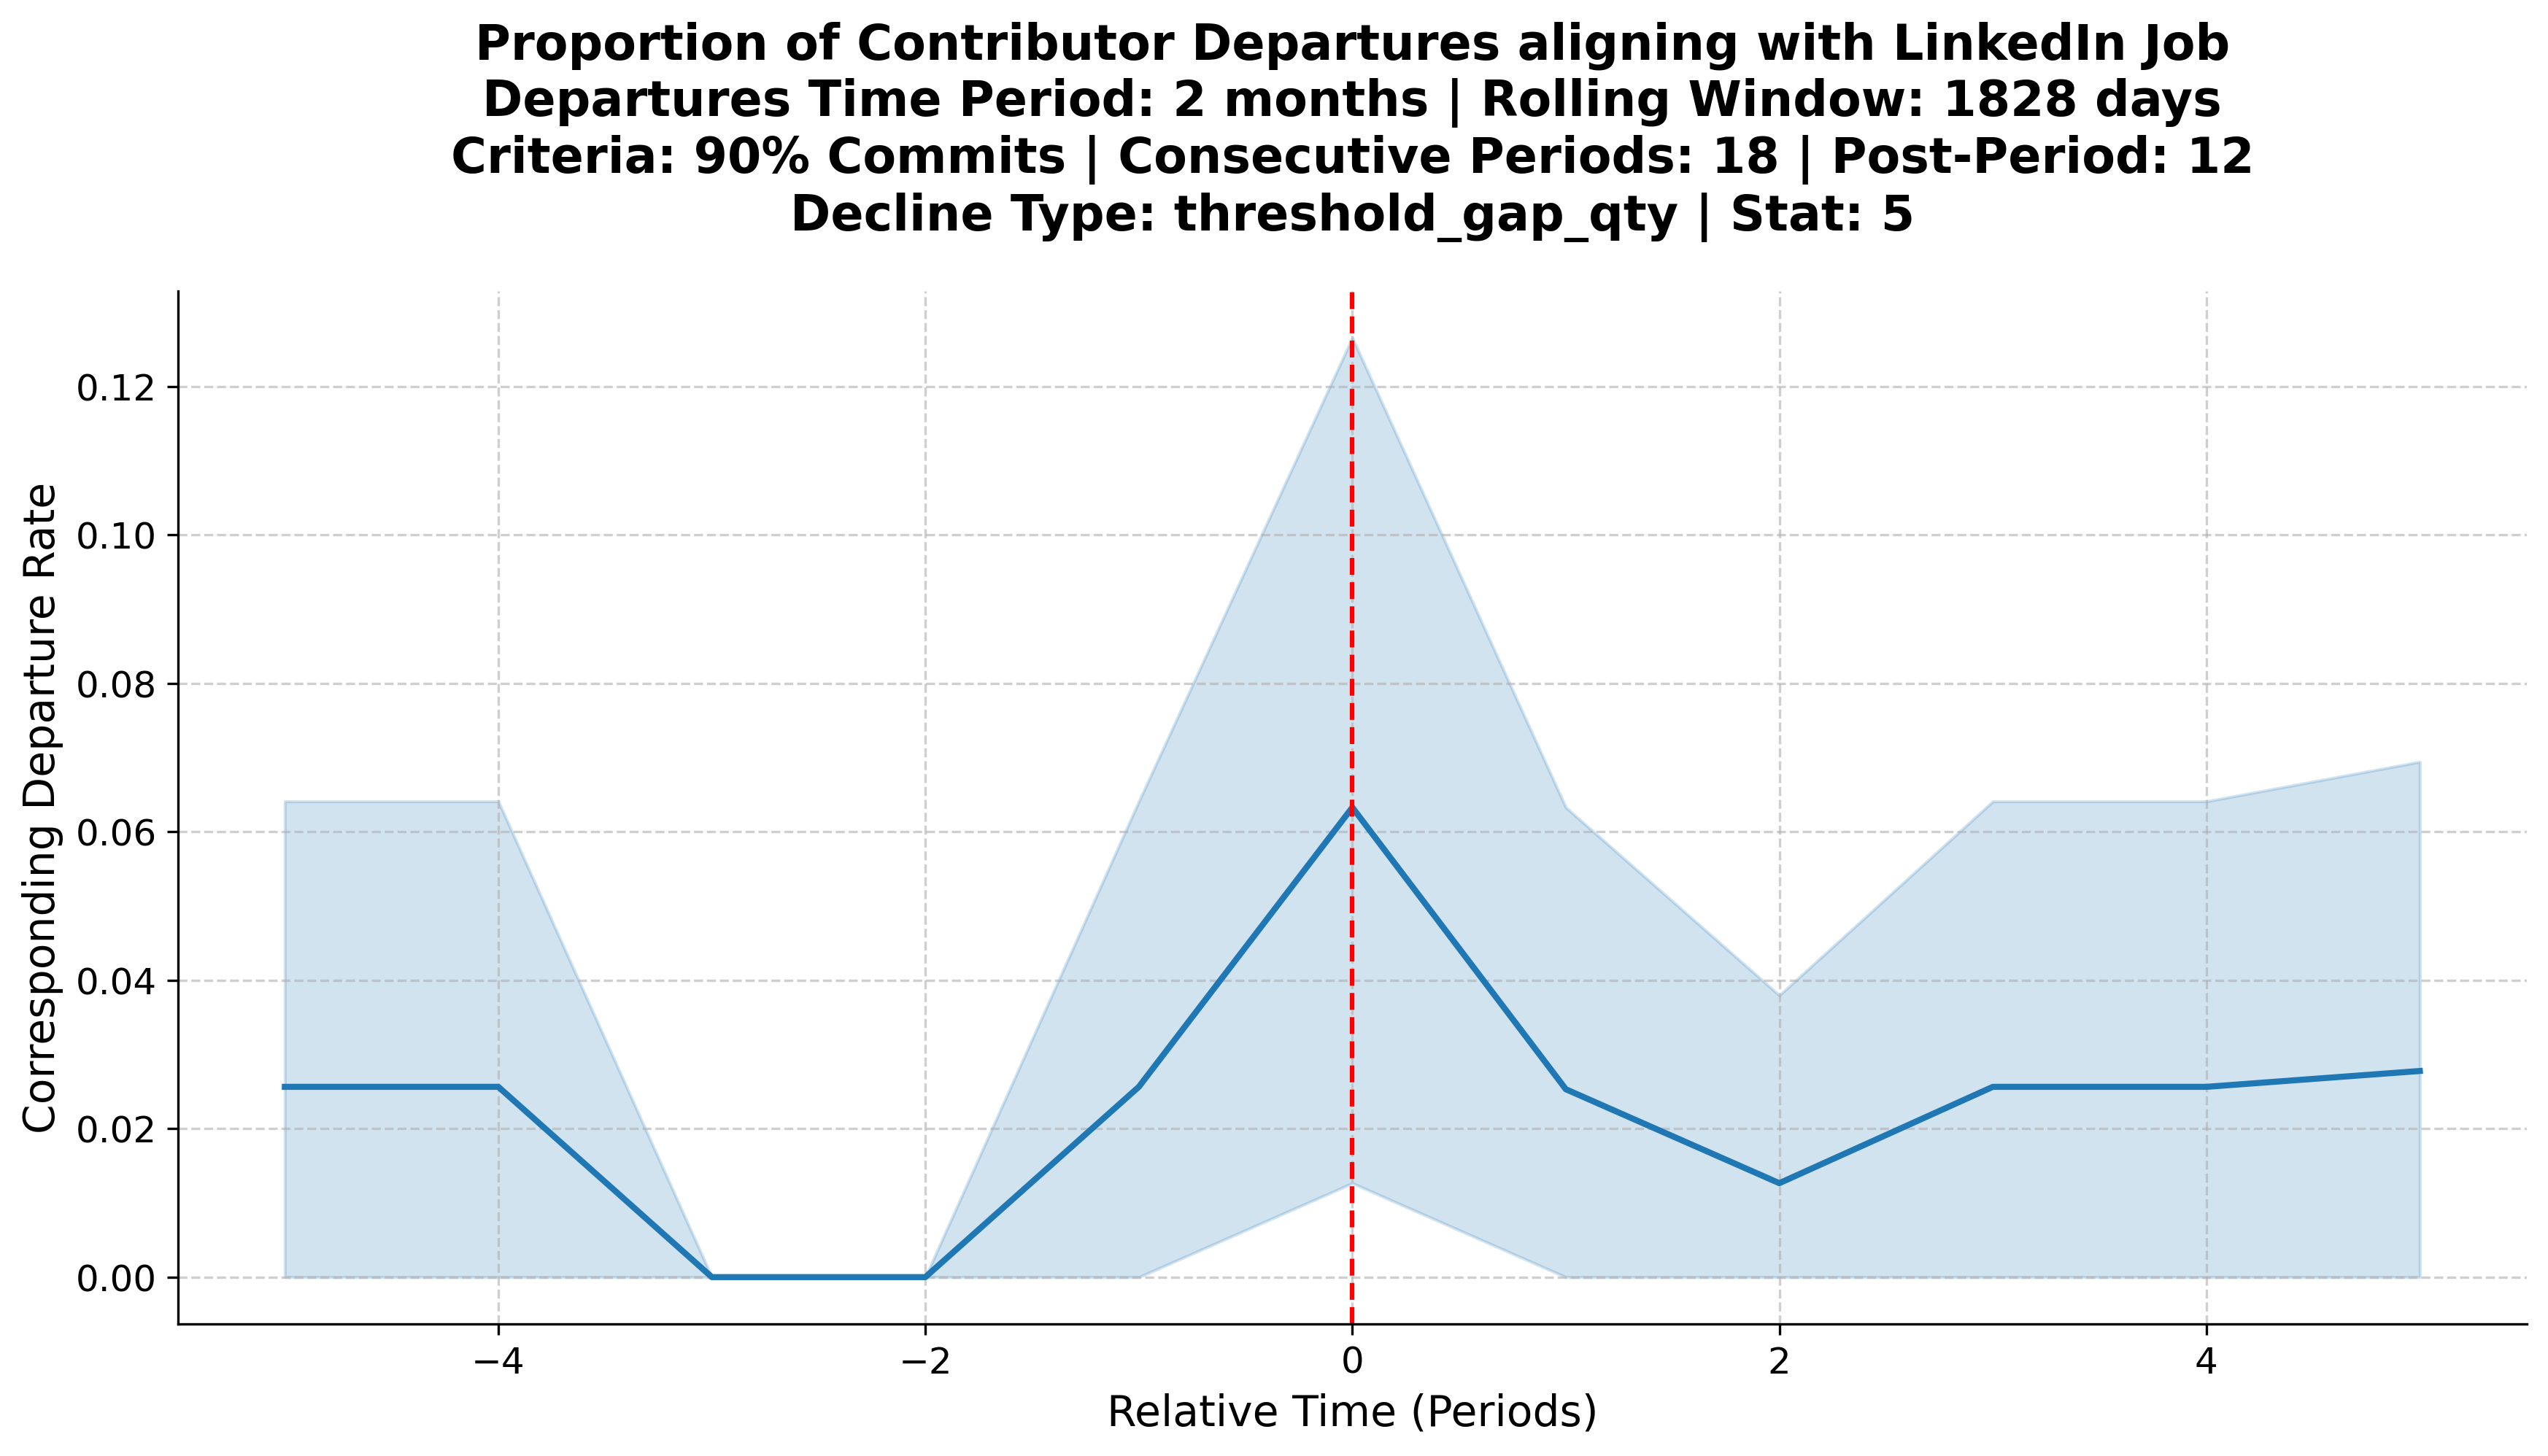 Proportion of Contributor Departures aligning with LinkedIn Job
Departures Time Period: 2 months | Rolling Window: 1828 days
Criteria: 90% Commits | Consecutive Periods: 18 | Post-Period: 12
Decline Type: threshold_gap_qty | Stat: 5
Corresponding Departure Rate
0.12
0.10
0.08
0.06
0.04
0.02
0.00
−4
−2
0
2
4
Relative Time (Periods)